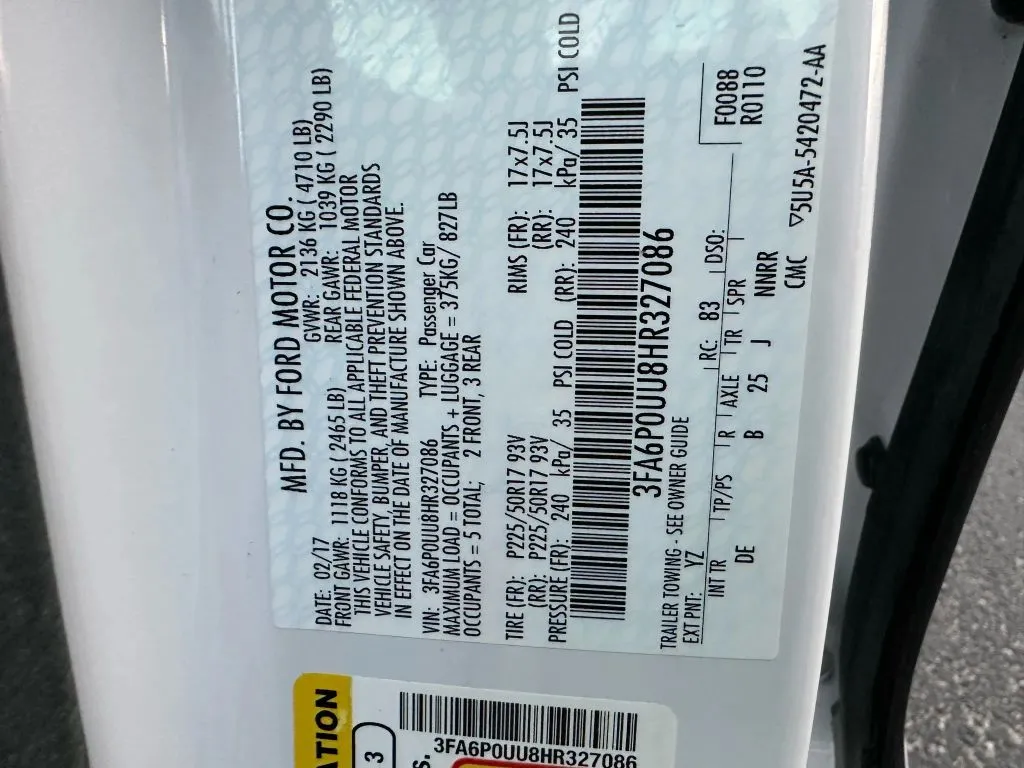 MFD. BY FORD MOTOR CO.
DATE: 02/17 GVWR: 2136 KG ( 4710 LB)
FRONT GAWR: 1118 KG ( 2465 LB) REAR GAWR: 1039 KG ( 2290 LB)
THIS VEHICLE CONFORMS TO ALL APPLICABLE FEDERAL MOTOR
VEHICLE SAFETY, BUMPER, AND THEFT PREVENTION STANDARDS
IN EFFECT ON THE DATE OF MANUFACTURE SHOWN ABOVE.
VIN: 3FA6P0UU8HR327086 TYPE: Passenger Car
MAXIMUM LOAD = OCCUPANTS + LUGGAGE = 375KG/ 827LB
OCCUPANTS = 5 TOTAL; 2 FRONT, 3 REAR
TIRE (FR): P225/50R17 93V RIMS (FR): 17x7.5J
(RR): P225/50R17 93V (RR): 17x7.5J
PRESSURE (FR): 240 kPa/ 35 PSI COLD (RR): 240 kPa/ 35 PSI COLD
3FA6P0UU8HR327086
TRAILER TOWING - SEE OWNER GUIDE
EXT PNT: YZ RC: 83 DSO: F0088
INT TR TP/PS R AXLE TR SPR R0110
DE B 25 J NNRR
CMC ▽5U5A-5420472-AA
ATION
3
S.
3FA6P0UU8HR327086